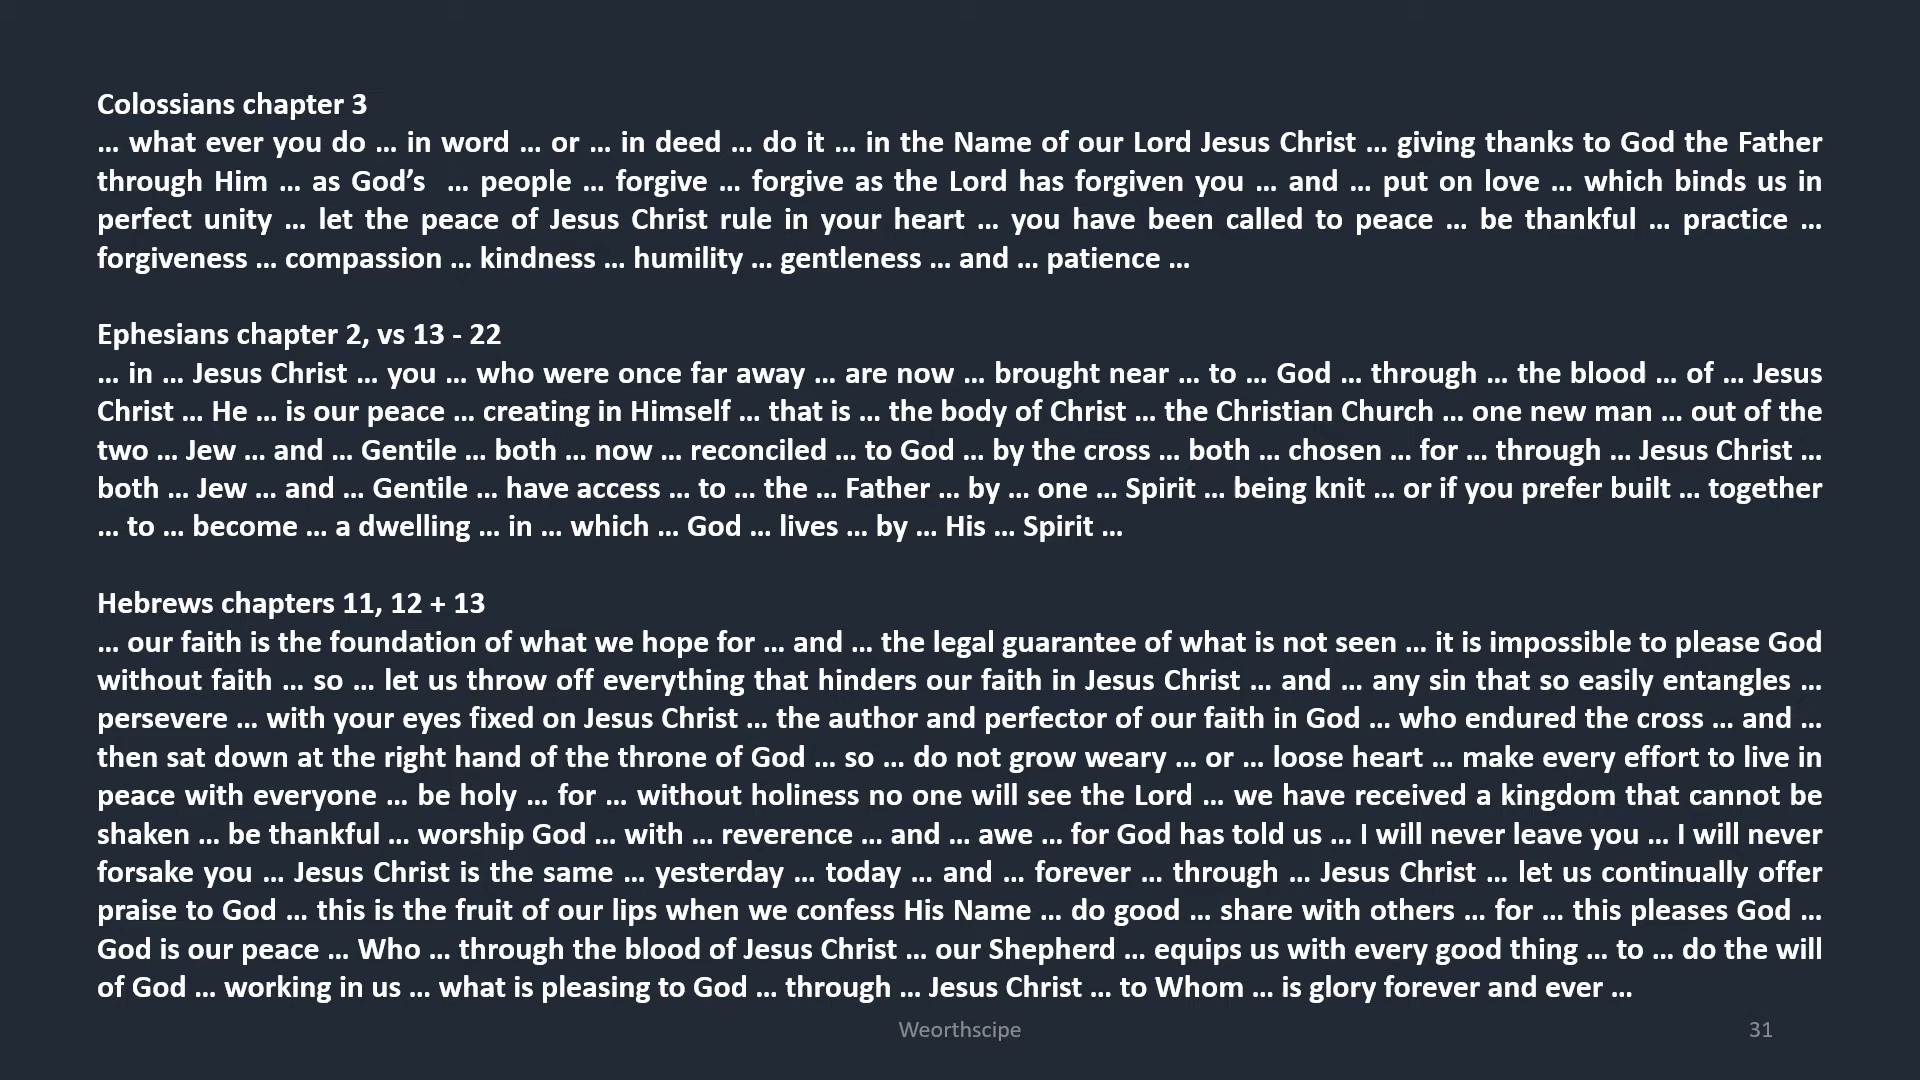 Colossians chapter 3
… what ever you do … in word … or … in deed … do it … in the Name of our Lord Jesus Christ … giving thanks to God the Father
through Him … as God’s  … people … forgive … forgive as the Lord has forgiven you … and … put on love … which binds us in
perfect unity … let the peace of Jesus Christ rule in your heart … you have been called to peace … be thankful … practice …
forgiveness … compassion … kindness … humility … gentleness … and … patience …
Ephesians chapter 2, vs 13 - 22
… in … Jesus Christ … you … who were once far away … are now … brought near … to … God … through … the blood … of … Jesus
Christ … He … is our peace … creating in Himself … that is … the body of Christ … the Christian Church … one new man … out of the
two … Jew … and … Gentile … both … now … reconciled … to God … by the cross … both … chosen … for … through … Jesus Christ …
both … Jew … and … Gentile … have access … to … the … Father … by … one … Spirit … being knit … or if you prefer built … together
… to … become … a dwelling … in … which … God … lives … by … His … Spirit …
Hebrews chapters 11, 12 + 13
… our faith is the foundation of what we hope for … and … the legal guarantee of what is not seen … it is impossible to please God
without faith … so … let us throw off everything that hinders our faith in Jesus Christ … and … any sin that so easily entangles …
persevere … with your eyes fixed on Jesus Christ … the author and perfector of our faith in God … who endured the cross … and …
then sat down at the right hand of the throne of God … so … do not grow weary … or … loose heart … make every effort to live in
peace with everyone … be holy … for … without holiness no one will see the Lord … we have received a kingdom that cannot be
shaken … be thankful … worship God … with … reverence … and … awe … for God has told us … I will never leave you … I will never
forsake you … Jesus Christ is the same … yesterday … today … and … forever … through … Jesus Christ … let us continually offer
praise to God … this is the fruit of our lips when we confess His Name … do good … share with others … for … this pleases God …
God is our peace … Who … through the blood of Jesus Christ … our Shepherd … equips us with every good thing … to … do the will
of God … working in us … what is pleasing to God … through … Jesus Christ … to Whom … is glory forever and ever …
Weorthscipe 31